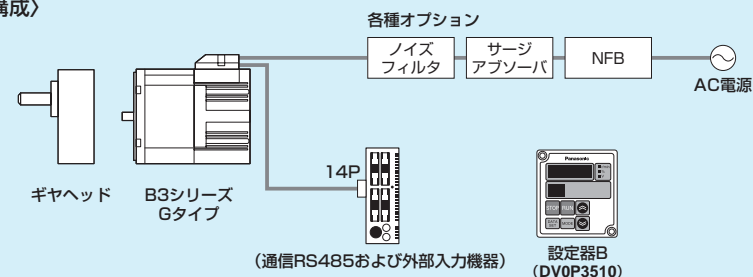 構成〉
各種オプション
ノイズ
フィルタ
サージ
アブソーバ
NFB
AC電源
14P
ギヤヘッド
B3シリーズ
Gタイプ
（通信RS485および外部入力機器）
Panasonic
STOP
RUN
DATA
SET
MODE
設定器B
（DV0P3510）